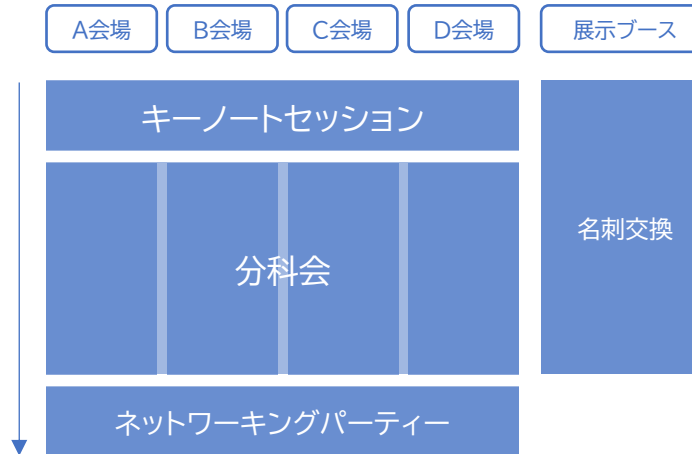 A会場
B会場
C会場
D会場
展示ブース
キーノートセッション
分科会
名刺交換
ネットワーキングパーティー